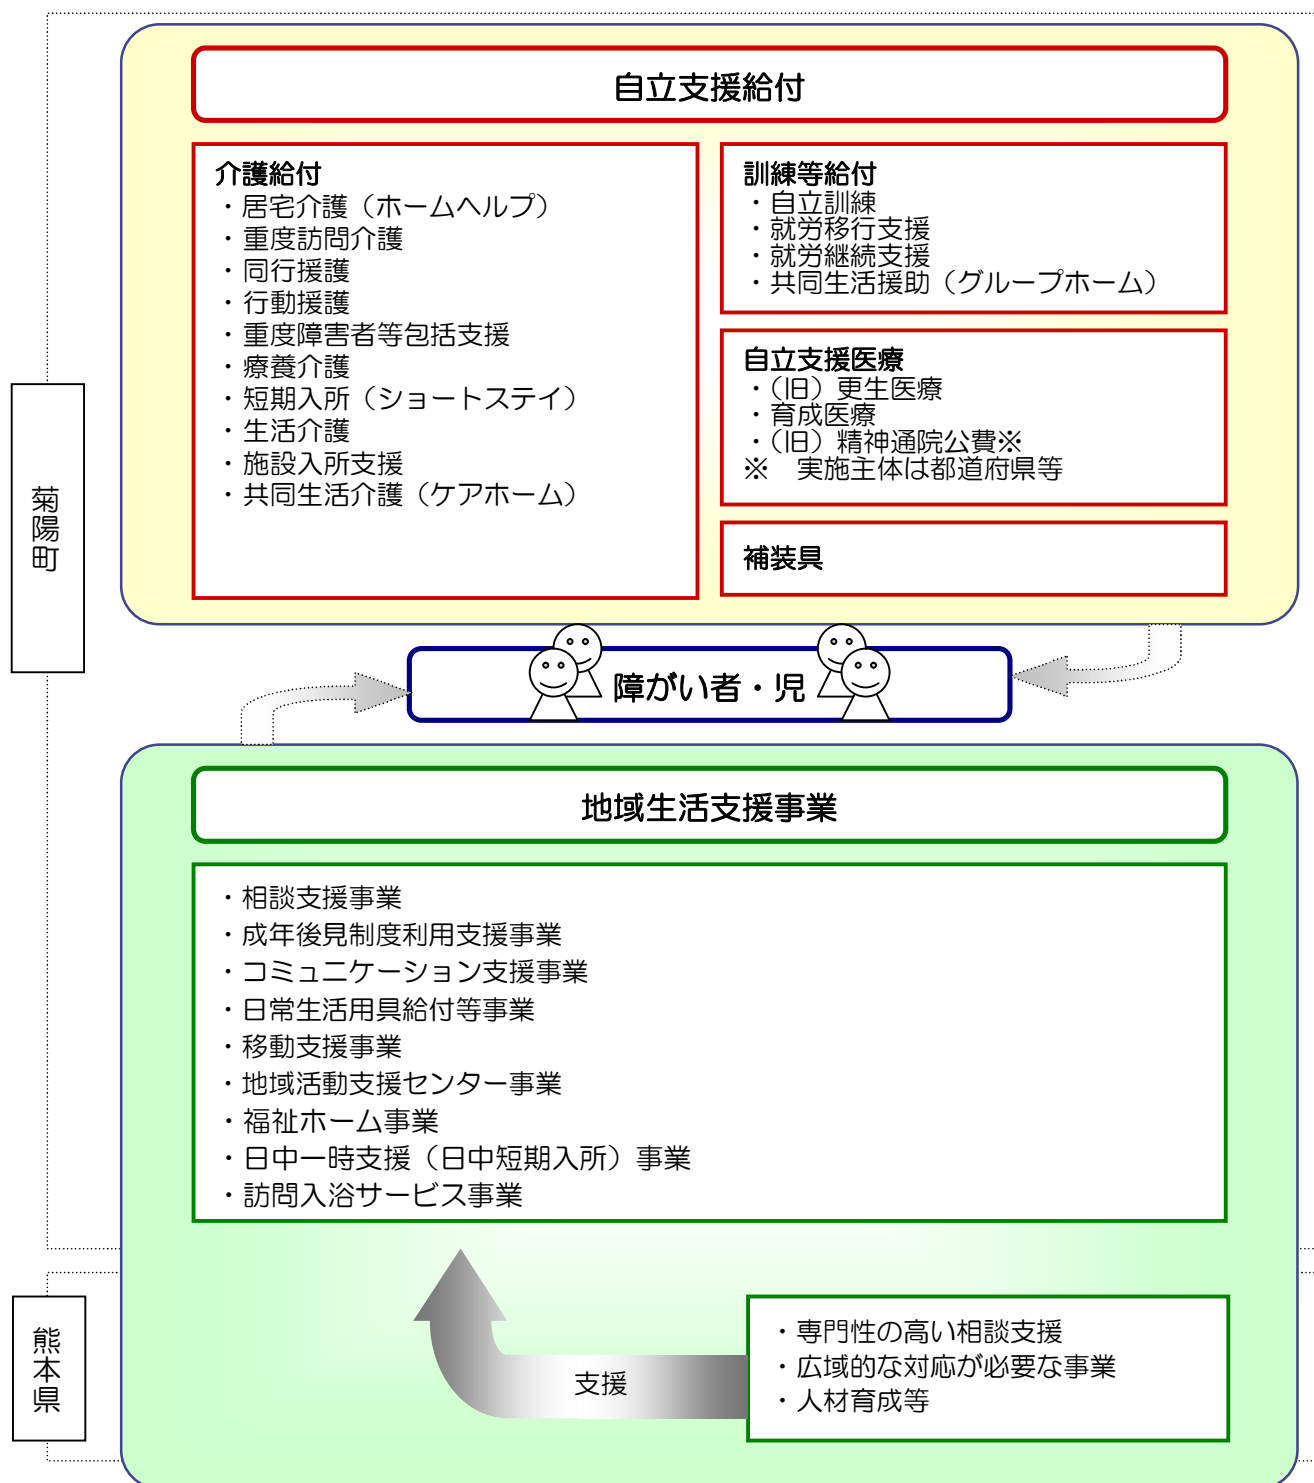 自立支援給付
介護給付
・居宅介護（ホームヘルプ）
・重度訪問介護
・同行援護
・行動援護
・重度障害者等包括支援
・療養介護
・短期入所（ショートステイ）
・生活介護
・施設入所支援
・共同生活介護（ケアホーム）
訓練等給付
・自立訓練
・就労移行支援
・就労継続支援
・共同生活援助（グループホーム）
自立支援医療
・（旧）更生医療
・育成医療
・（旧）精神通院公費※
※　実施主体は都道府県等
補装具
菊陽町
障がい者・児
地域生活支援事業
・相談支援事業
・成年後見制度利用支援事業
・コミュニケーション支援事業
・日常生活用具給付等事業
・移動支援事業
・地域活動支援センター事業
・福祉ホーム事業
・日中一時支援（日中短期入所）事業
・訪問入浴サービス事業
熊本県
支援
・専門性の高い相談支援
・広域的な対応が必要な事業
・人材育成等